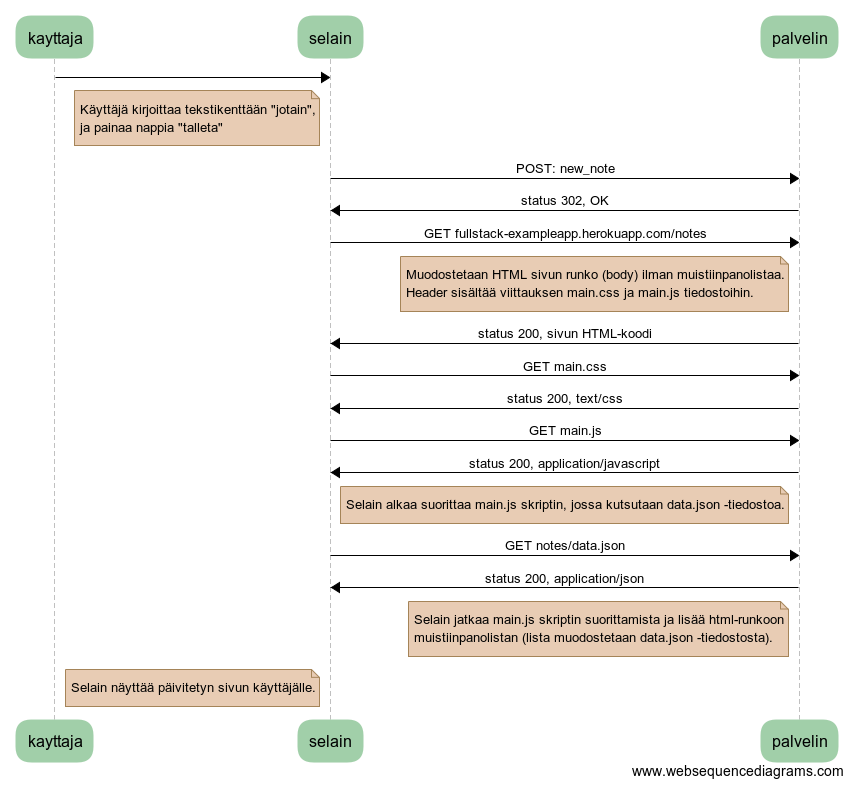 kayttaja
selain
palvelin
Käyttäjä kirjoittaa tekstikenttään "jotain",
ja painaa nappia "talleta"
POST: new_note
status 302, OK
GET fullstack-exampleapp.herokuapp.com/notes
Muodostetaan HTML sivun runko (body) ilman muistiinpanolistaa.
Header sisältää viittauksen main.css ja main.js tiedostoihin.
status 200, sivun HTML-koodi
GET main.css
status 200, text/css
GET main.js
status 200, application/javascript
Selain alkaa suorittaa main.js skriptin, jossa kutsutaan data.json -tiedostoa.
GET notes/data.json
status 200, application/json
Selain jatkaa main.js skriptin suorittamista ja lisää html-runkoon
muistiinpanolistan (lista muodostetaan data.json -tiedostosta).
Selain näyttää päivitetyn sivun käyttäjälle.
kayttaja
selain
palvelin
www.websequencediagrams.com